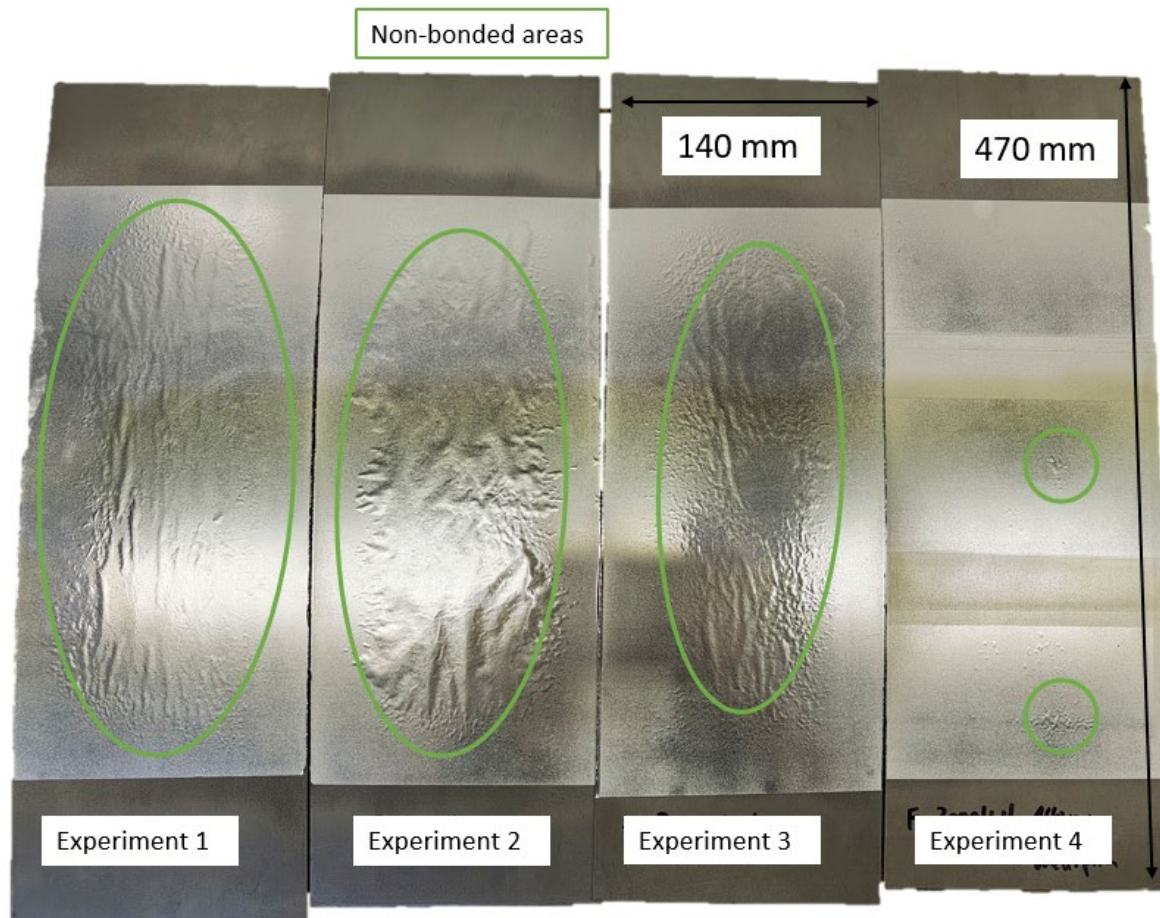 Non-bonded areas
140 mm
470 mm
Experiment 1
Experiment 2
Experiment 3
Experiment 4